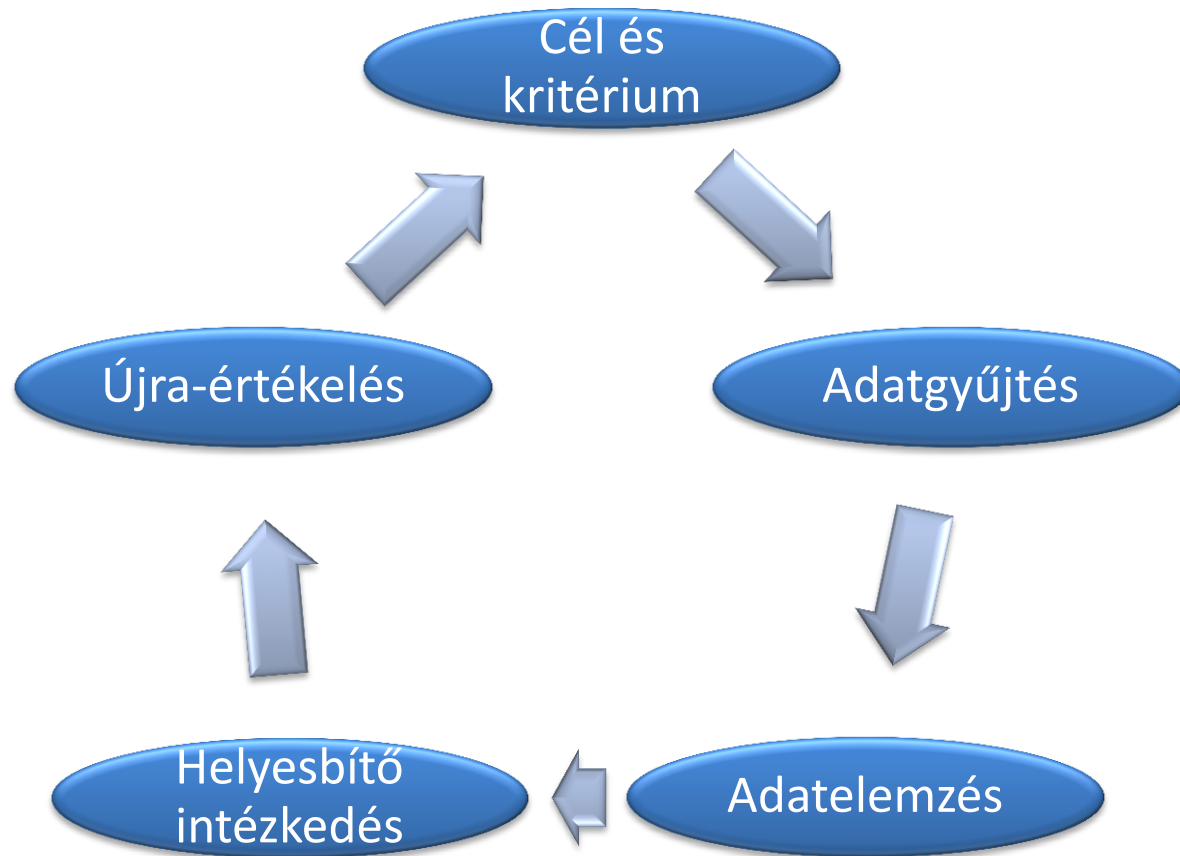 Cél és
kritérium
Újra-értékelés
Adatgyűjtés
Helyesbítő
intézkedés
Adatelemzés